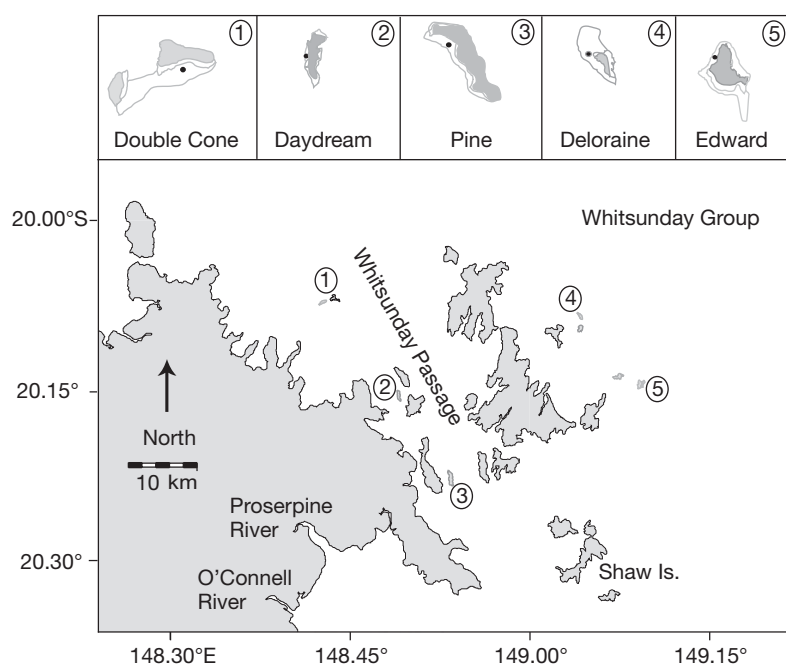 ① ② ③ ④ ⑤
Double Cone Daydream Pine Deloraine Edward
20.00°S
Whitsunday Group
① ④
Whitsunday Passage
20.15°
② ⑤
North
10 km
③
Proserpine
River
20.30°
O'Connell
River
Shaw Is.
148.30°E 148.45° 149.00° 149.15°